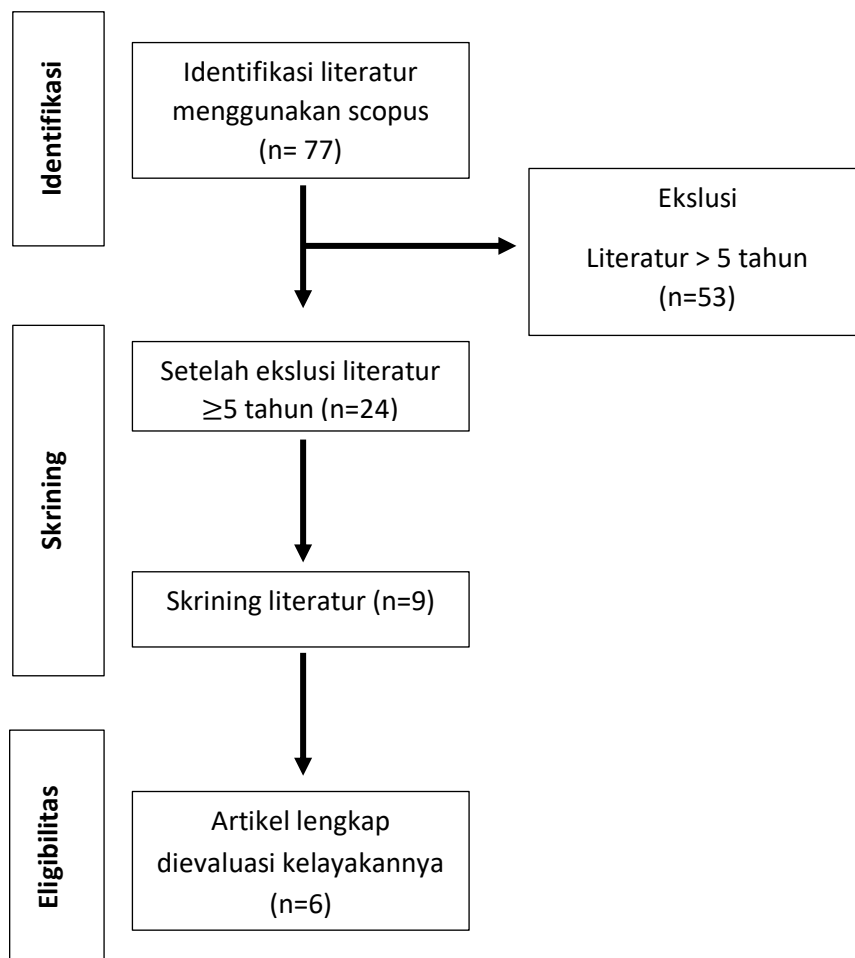 Identifikasi
Identifikasi literatur
menggunakan scopus
(n= 77)
Ekslusi
Literatur > 5 tahun
(n=53)
Skrining
Setelah ekslusi literatur
≥5 tahun (n=24)
Skrining literatur (n=9)
Eligibilitas
Artikel lengkap
dievaluasi kelayakannya
(n=6)